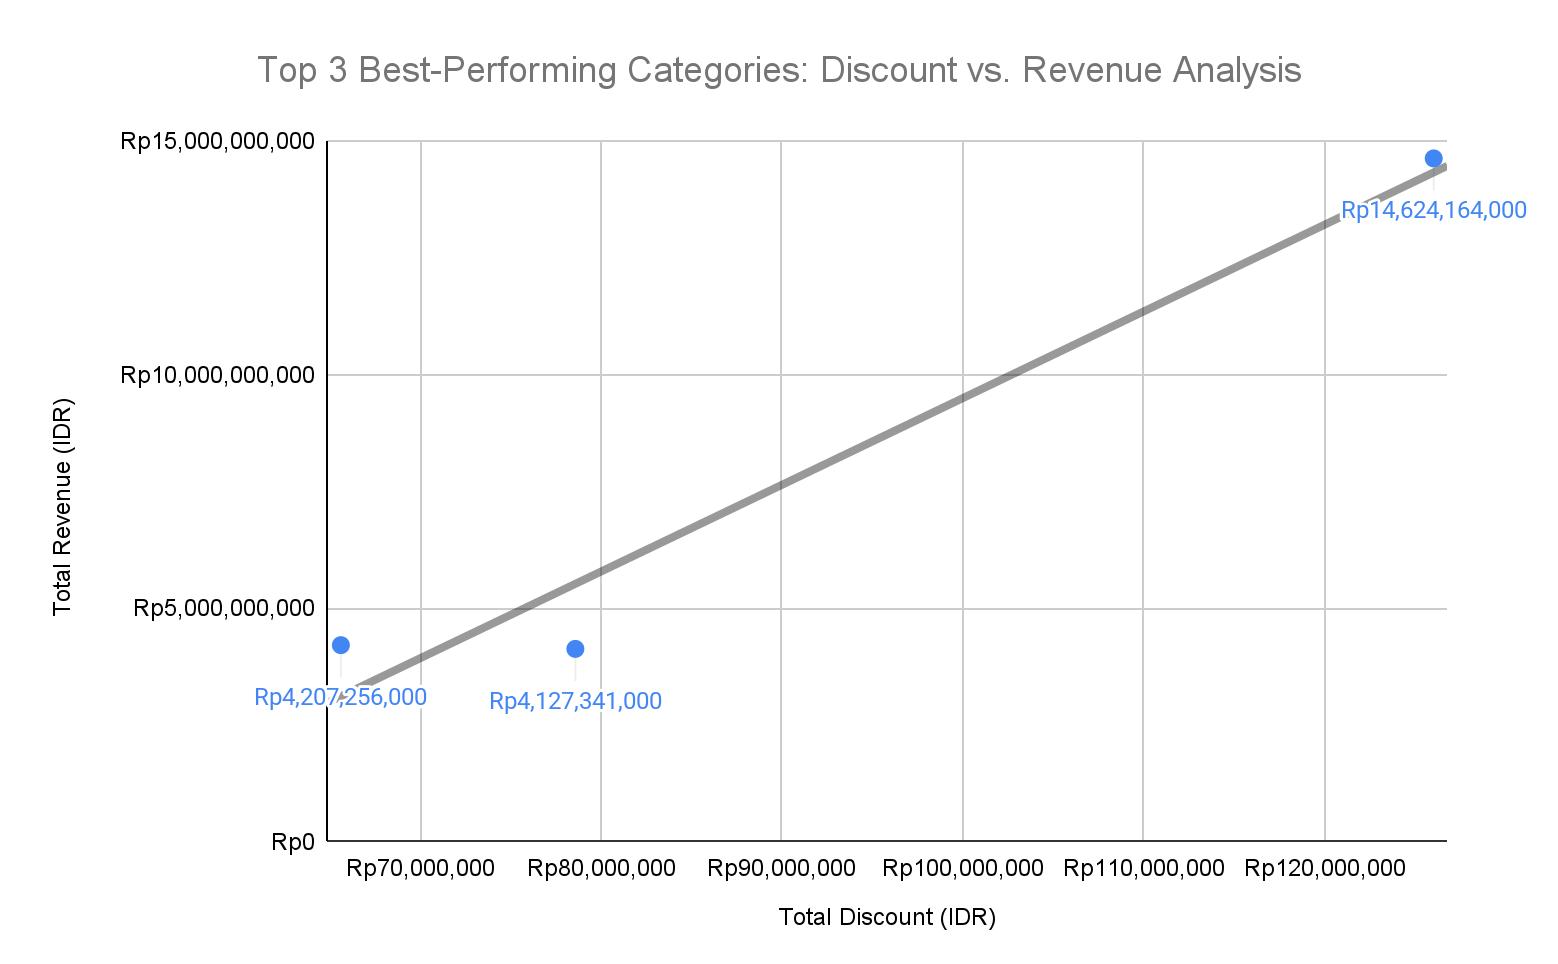 Top 3 Best-Performing Categories: Discount vs. Revenue Analysis
Rp15,000,000,000
Rp10,000,000,000
Rp5,000,000,000
Rp0
Total Revenue (IDR)
Rp14,624,164,000
Rp4,207,256,000
Rp4,127,341,000
Rp70,000,000
Rp80,000,000
Rp90,000,000
Rp100,000,000
Rp110,000,000
Rp120,000,000
Total Discount (IDR)